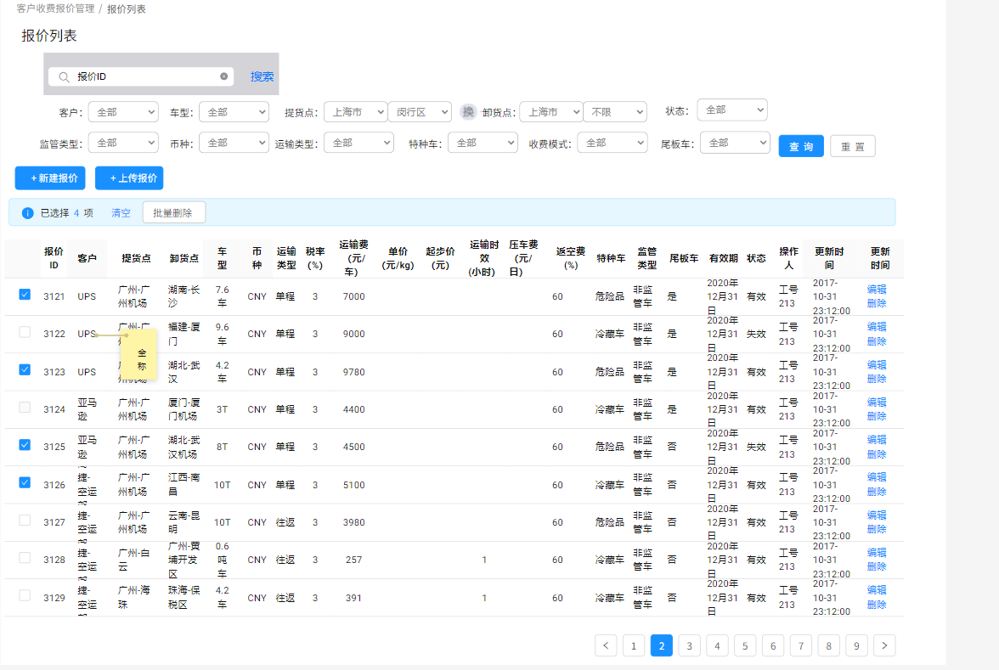 客户收费报价管理 / 报价列表
报价列表
报价ID 搜索
客户： 全部 车型： 全部 提货点： 上海市 闵行区 换 卸货点： 上海市 不限 状态： 全部
监管类型： 全部 币种： 全部 运输类型： 全部 特种车： 全部 收费模式： 全部 尾板车： 全部 查 询 重 置
+ 新建报价 + 上传报价
已选择 4 项 清空 批量删除
报价ID 客户 提货点 卸货点 车型 币种 运输类型 税率(%) 运输费(元/车) 单价(元/kg) 起步价(元) 运输时效(小时) 压车费(元/日) 返空费(%) 特种车 监管类型 尾板车 有效期 状态 操作人 更新时间 更新时间
3121 UPS 广州-广州机场 湖南-长沙 7.6车 CNY 单程 3 7000 60 危险品 非监管车 是 2020年12月31日 有效 工号213 2017-10-31 23:12:00 编辑 删除
3122 UPS 广州-广 福建-厦门 9.6车 CNY 单程 3 9000 60 冷藏车 非监管车 是 2020年12月31日 失效 工号213 2017-10-31 23:12:00 编辑 删除
全称
3123 UPS 州机场 湖北-武汉 4.2车 CNY 单程 3 9780 60 危险品 非监管车 是 2020年12月31日 有效 工号213 2017-10-31 23:12:00 编辑 删除
3124 亚马逊 广州-广州机场 厦门-厦门机场 3T CNY 单程 3 4400 60 冷藏车 非监管车 是 2020年12月31日 有效 工号213 2017-10-31 23:12:00 编辑 删除
3125 亚马逊 广州-广州机场 湖北-武汉机场 8T CNY 单程 3 4500 60 危险品 非监管车 否 2020年12月31日 失效 工号213 2017-10-31 23:12:00 编辑 删除
3126 捷-空运 广州-广州机场 江西-南昌 10T CNY 单程 3 5100 60 冷藏车 非监管车 否 2020年12月31日 有效 工号213 2017-10-31 23:12:00 编辑 删除
3127 捷-空运 广州-广州机场 云南-昆明 10T CNY 往返 3 3980 60 危险品 非监管车 否 2020年12月31日 有效 工号213 2017-10-31 23:12:00 编辑 删除
3128 捷-空运 广州-白云 广州-黄埔开发区 0.6吨车 CNY 往返 3 257 1 60 冷藏车 非监管车 否 2020年12月31日 有效 工号213 2017-10-31 23:12:00 编辑 删除
3129 捷-空运 广州-海珠 珠海-保税区 4.2车 CNY 往返 3 391 1 60 冷藏车 非监管车 否 2020年12月31日 有效 工号213 2017-10-31 23:12:00 编辑 删除
< 1 2 3 4 5 6 7 8 9 >